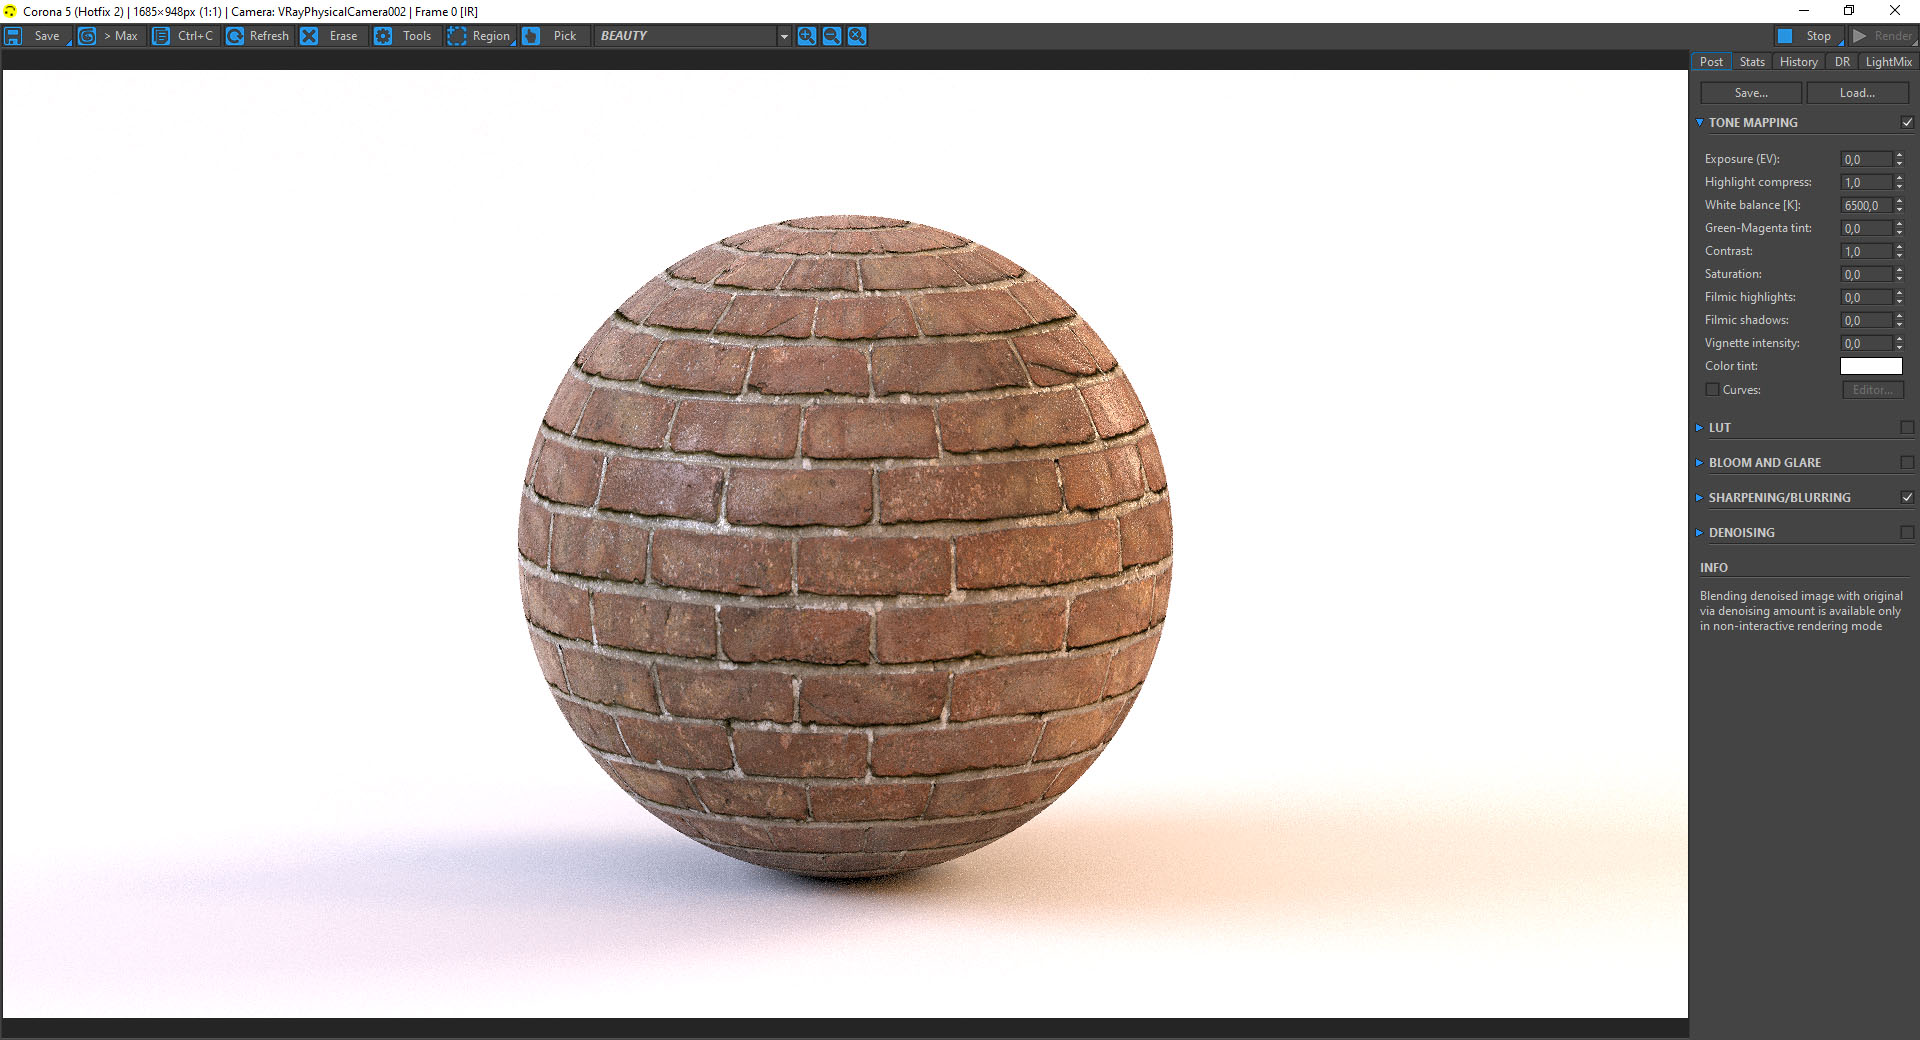 Corona 5 (Hotfix 2) | 1685×948px (1:1) | Camera: VRayPhysicalCamera002 | Frame 0 [IR]
Save > Max Ctrl+C Refresh Erase Tools Region Pick BEAUTY Stop Render
Post Stats History DR LightMix
Save... Load...
TONE MAPPING
Exposure (EV): 0,0
Highlight compress: 1,0
White balance [K]: 6500,0
Green-Magenta tint: 0,0
Contrast: 1,0
Saturation: 0,0
Filmic highlights: 0,0
Filmic shadows: 0,0
Vignette intensity: 0,0
Color tint:
Curves: Editor...
LUT
BLOOM AND GLARE
SHARPENING/BLURRING
DENOISING
INFO
Blending denoised image with original
via denoising amount is available only
in non-interactive rendering mode